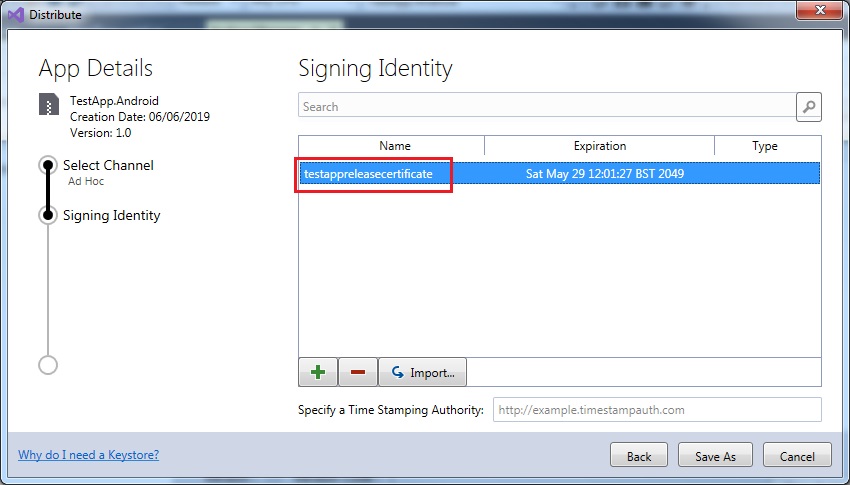 Distribute
App Details
TestApp.Android
Creation Date: 06/06/2019
Version: 1.0
Select Channel
Ad Hoc
Signing Identity
Signing Identity
Search
Name Expiration Type
testappreleasecertificate Sat May 29 12:01:27 BST 2049
Import...
Specify a Time Stamping Authority: http://example.timestampauth.com
Why do I need a Keystore?
Back Save As Cancel